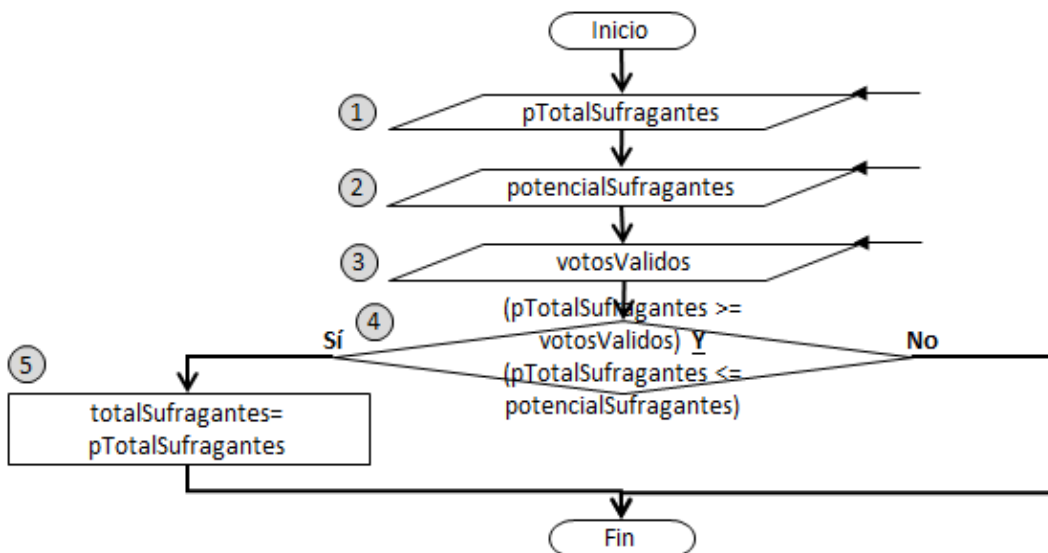 Inicio
1
pTotalSufragantes
2
potencialSufragantes
3
votosValidos
4
(pTotalSufragantes >=
votosValidos) Y
(pTotalSufragantes <=
potencialSufragantes)
Sí
No
5
totalSufragantes=
pTotalSufragantes
Fin